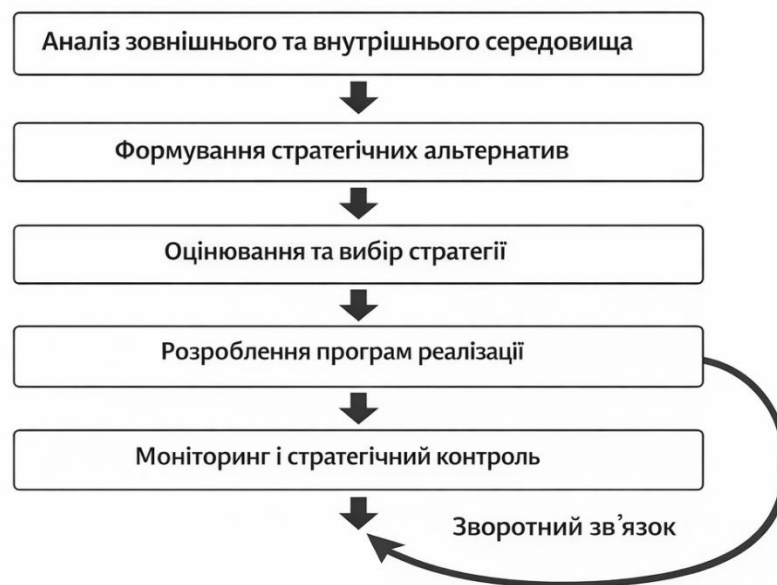 Аналіз зовнішнього та внутрішнього середовища
Формування стратегічних альтернатив
Оцінювання та вибір стратегії
Розроблення програм реалізації
Моніторинг і стратегічний контроль
Зворотний зв’язок